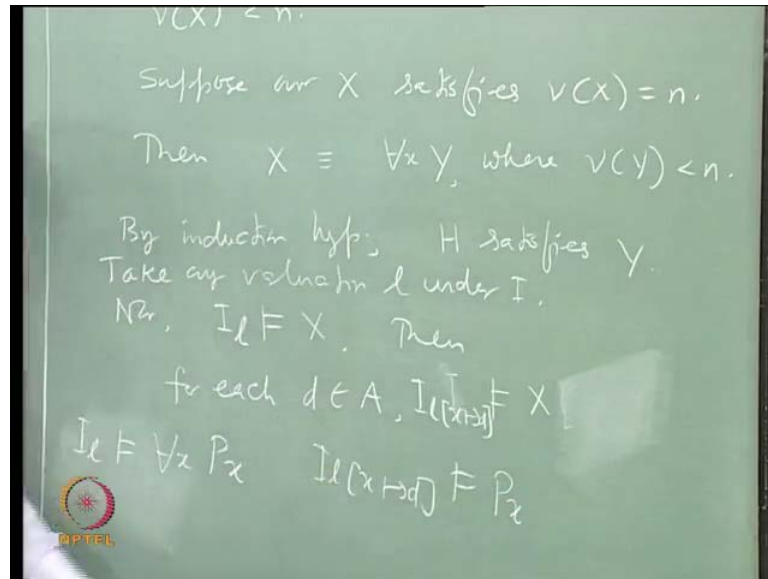 ν(X) < n.
Suppose our X satisfies ν(X) = n.
Then X ≡ ∀x Y, where ν(Y) < n.
By induction hyp; H satisfies Y.
Take any valuation l under I.
Now, I_l ⊨ X. Then
for each d ∈ A, I_l[x↦d] ⊨ X
I_l ⊨ ∀x P_x I_l[x↦d] ⊨ P_x
NPTEL